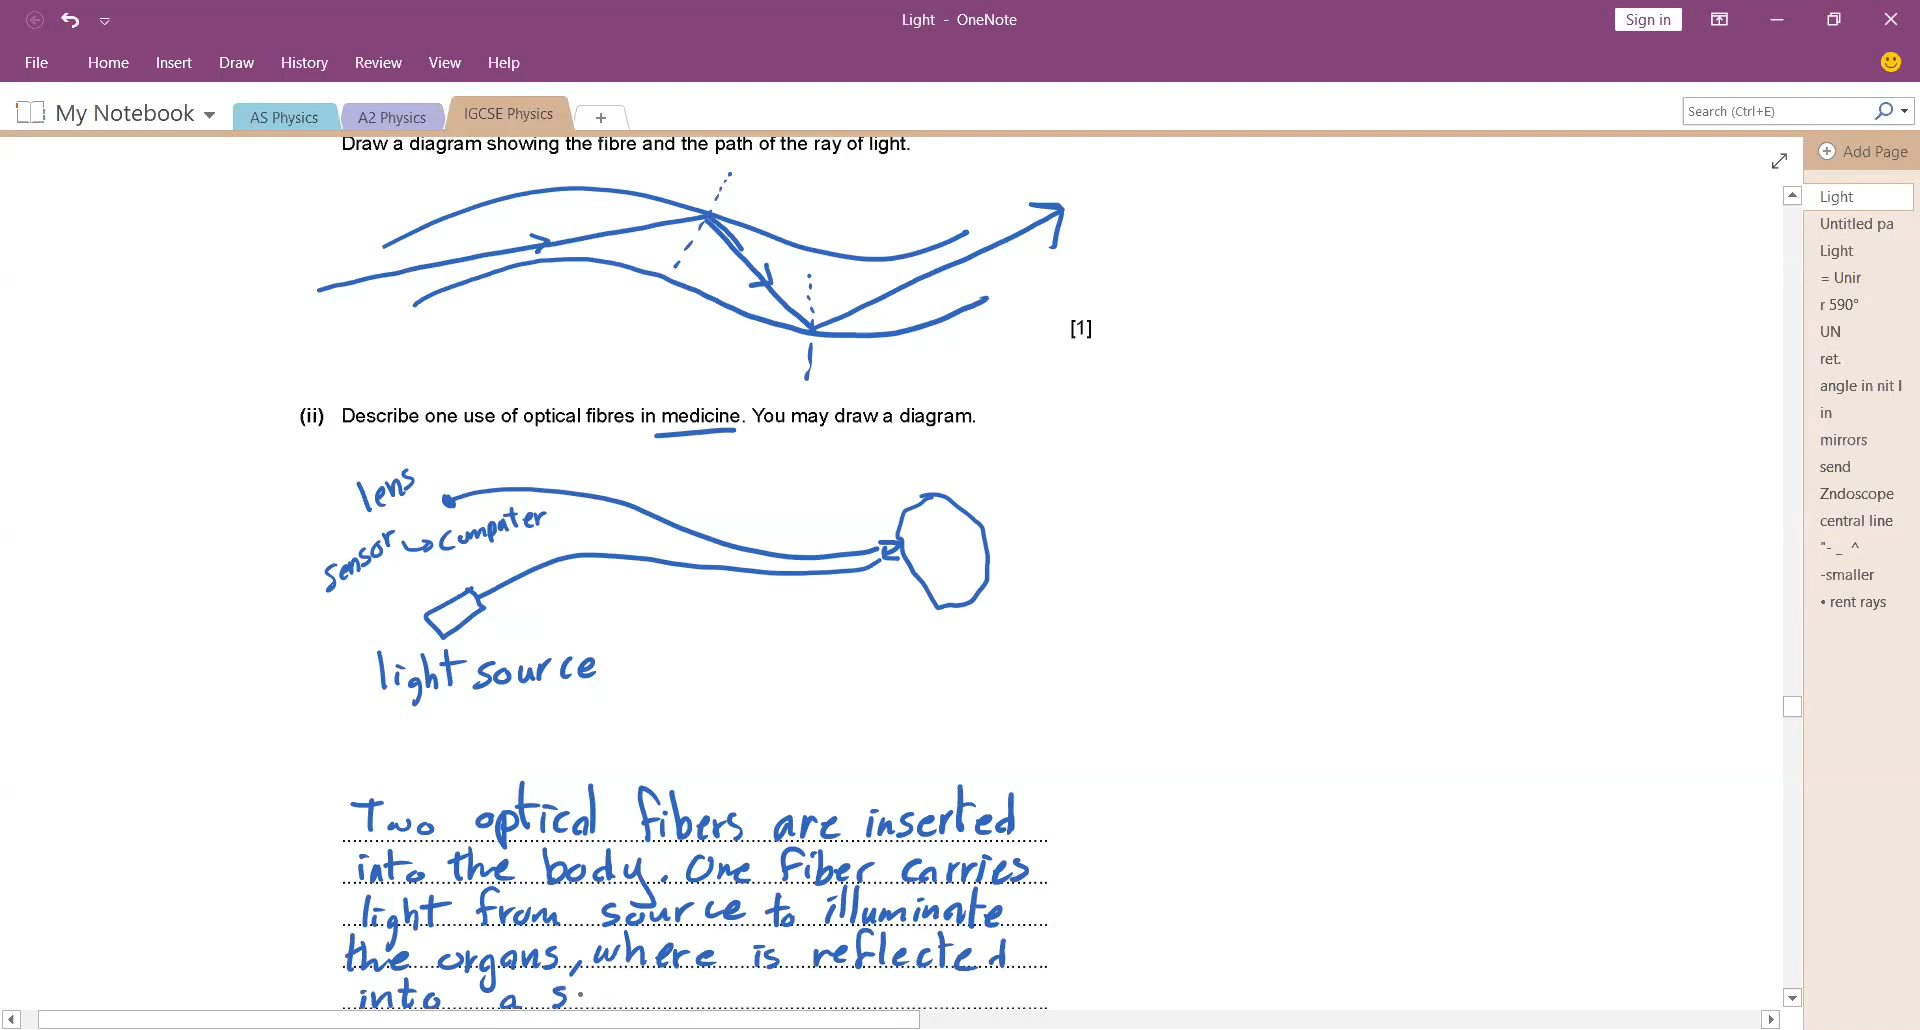 Light - OneNote
Sign in
File Home Insert Draw History Review View Help
My Notebook
AS Physics
A2 Physics
IGCSE Physics
+
Search (Ctrl+E)
Add Page
Light
Untitled pa
Light
= Unir
r 590°
UN
ret.
angle in nit I
in
mirrors
send
Zndoscope
central line
"- _ ^
-smaller
• rent rays
Draw a diagram showing the fibre and the path of the ray of light.
[1]
(ii) Describe one use of optical fibres in medicine. You may draw a diagram.
lens
sensor → computer
light source
Two optical fibers are inserted
into the body. One fiber carries
light from source to illuminate
the organs, where is reflected
into a s